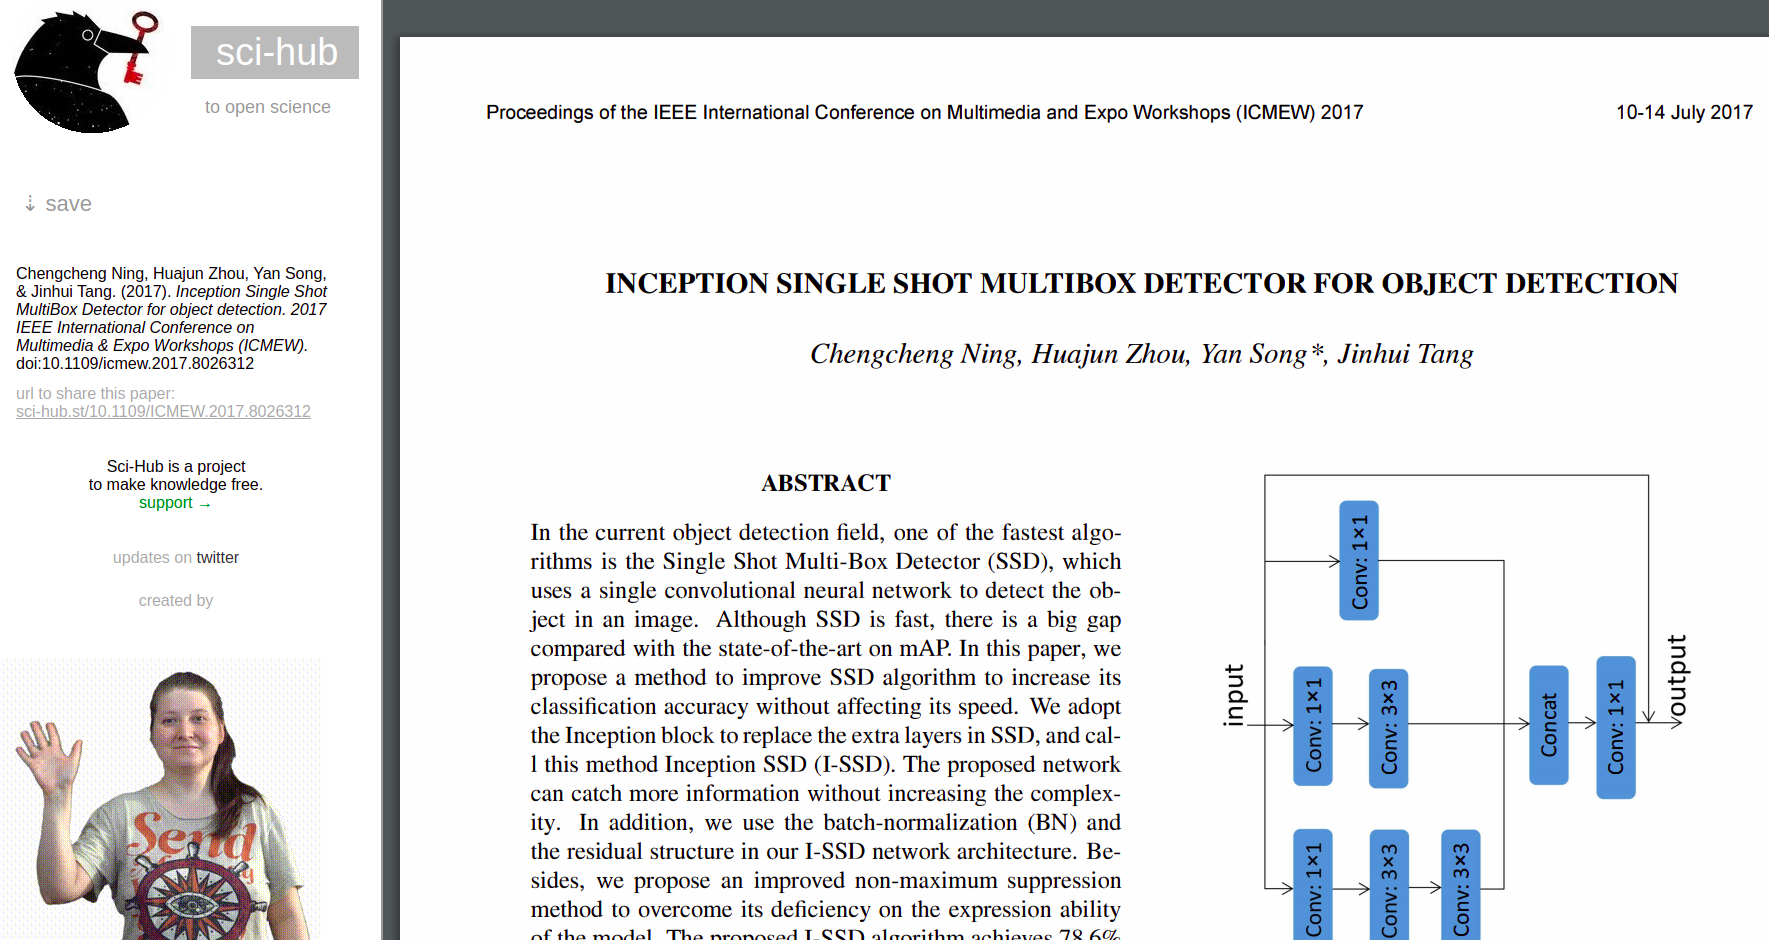 sci-hub
to open science
⇣ save
Chengcheng Ning, Huajun Zhou, Yan Song,
& Jinhui Tang. (2017). Inception Single Shot
MultiBox Detector for object detection. 2017
IEEE International Conference on
Multimedia & Expo Workshops (ICMEW).
doi:10.1109/icmew.2017.8026312
url to share this paper:
sci-hub.st/10.1109/ICMEW.2017.8026312
Sci-Hub is a project
to make knowledge free.
support →
updates on twitter
created by
Send
Proceedings of the IEEE International Conference on Multimedia and Expo Workshops (ICMEW) 2017
10-14 July 2017
INCEPTION SINGLE SHOT MULTIBOX DETECTOR FOR OBJECT DETECTION
Chengcheng Ning, Huajun Zhou, Yan Song*, Jinhui Tang
ABSTRACT
In the current object detection field, one of the fastest algo-
rithms is the Single Shot Multi-Box Detector (SSD), which
uses a single convolutional neural network to detect the ob-
ject in an image. Although SSD is fast, there is a big gap
compared with the state-of-the-art on mAP. In this paper, we
propose a method to improve SSD algorithm to increase its
classification accuracy without affecting its speed. We adopt
the Inception block to replace the extra layers in SSD, and cal-
l this method Inception SSD (I-SSD). The proposed network
can catch more information without increasing the complex-
ity. In addition, we use the batch-normalization (BN) and
the residual structure in our I-SSD network architecture. Be-
sides, we propose an improved non-maximum suppression
method to overcome its deficiency on the expression ability
of the model. The proposed I-SSD algorithm achieves 78.6%
Conv: 1×1
input
Conv: 1×1
Conv: 3×3
Concat
Conv: 1×1
output
Conv: 1×1
Conv: 3×3
Conv: 3×3